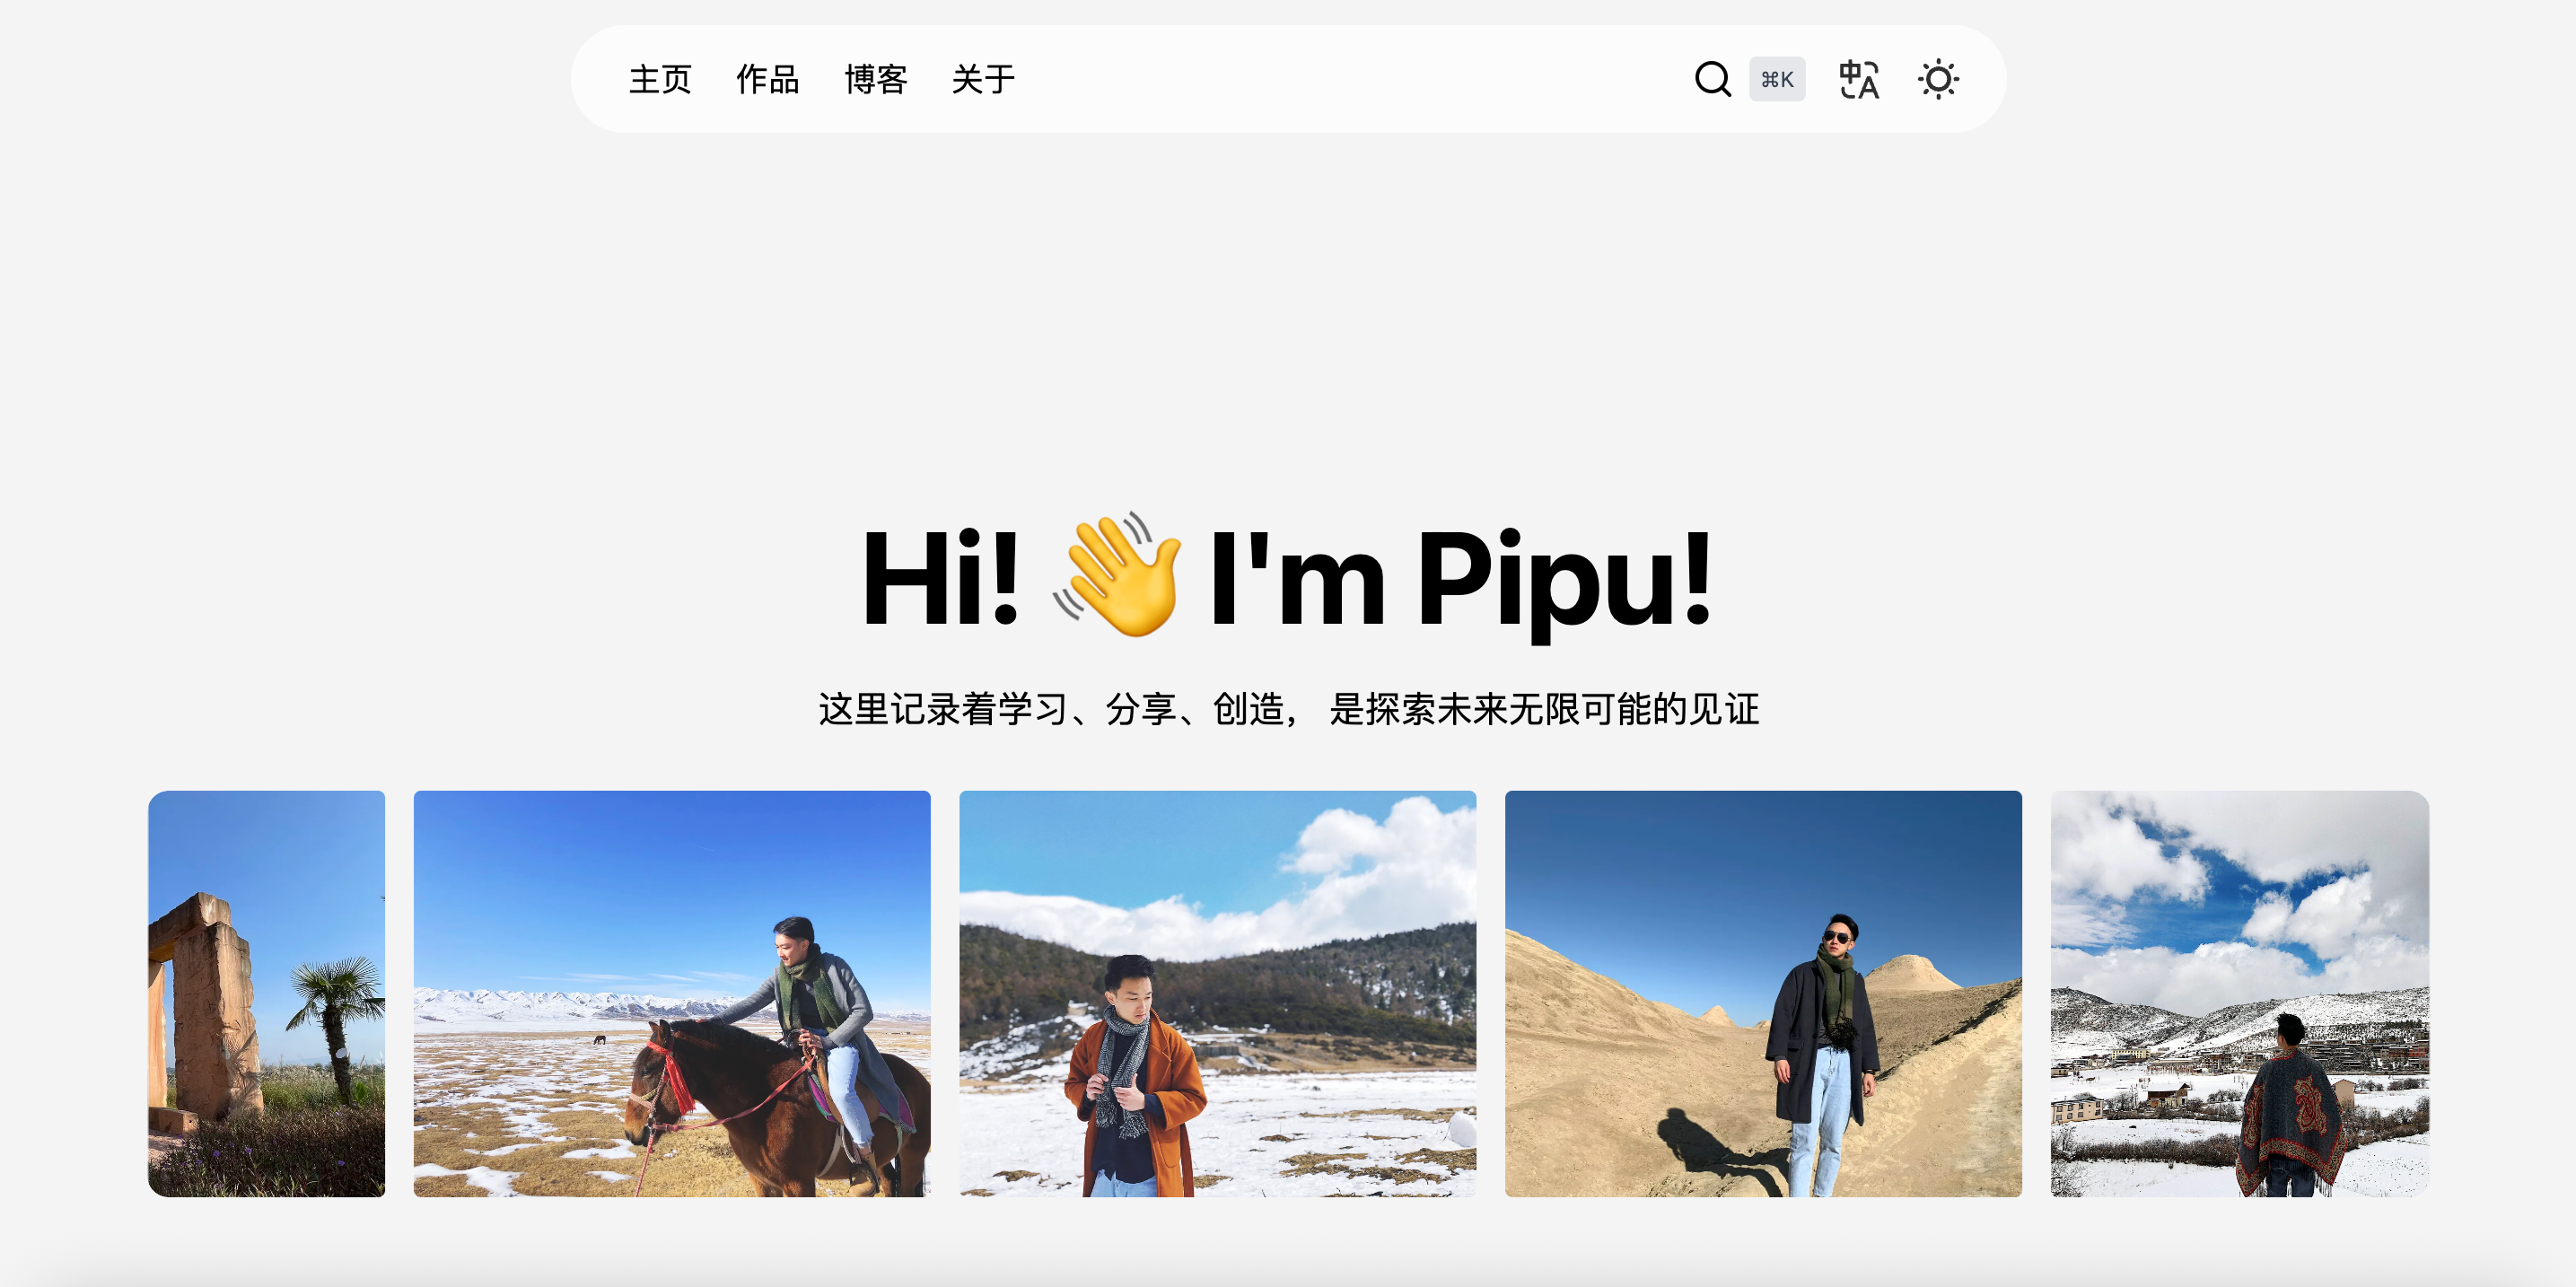 主页 作品 博客 关于 ⌘K
Hi! 👋 I'm Pipu!
这里记录着学习、分享、创造， 是探索未来无限可能的见证